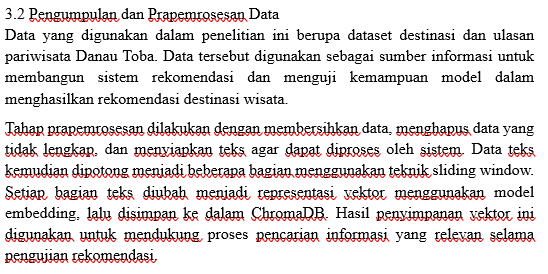 3.2 Pengumpulan dan Prapemrosesan Data
Data yang digunakan dalam penelitian ini berupa dataset destinasi dan ulasan
pariwisata Danau Toba. Data tersebut digunakan sebagai sumber informasi untuk
membangun sistem rekomendasi dan menguji kemampuan model dalam
menghasilkan rekomendasi destinasi wisata.
Tahap prapemrosesan dilakukan dengan membersihkan data, menghapus data yang
tidak lengkap, dan menyiapkan teks agar dapat diproses oleh sistem. Data teks
kemudian dipotong menjadi beberapa bagian menggunakan teknik sliding window.
Setiap bagian teks diubah menjadi representasi vektor menggunakan model
embedding, lalu disimpan ke dalam ChromaDB. Hasil penyimpanan vektor ini
digunakan untuk mendukung proses pencarian informasi yang relevan selama
pengujian rekomendasi.